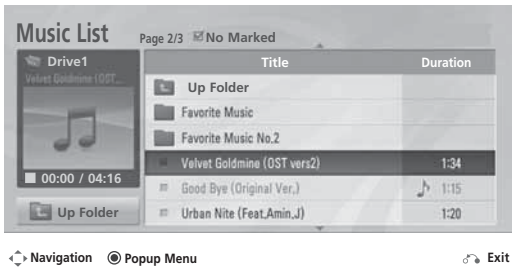 Music List Page 2/3 No Marked
Drive1
Velvet Goldmine (OST...
00:00 / 04:16
Up Folder
Title Duration
Up Folder
Favorite Music
Favorite Music No.2
Velvet Goldmine (OST vers2) 1:34
Good Bye (Original Ver.) 1:15
Urban Nite (Feat.Amin.J) 1:20
Navigation Popup Menu Exit